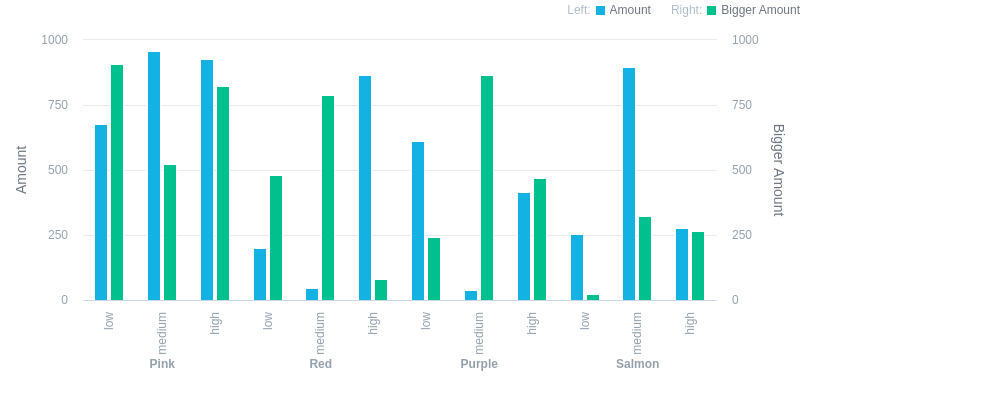 Left: Amount Right: Bigger Amount
1000 1000
750 750
500 500
250 250
0 0
Amount
Bigger Amount
low medium high low medium high low medium high low medium high
Pink Red Purple Salmon